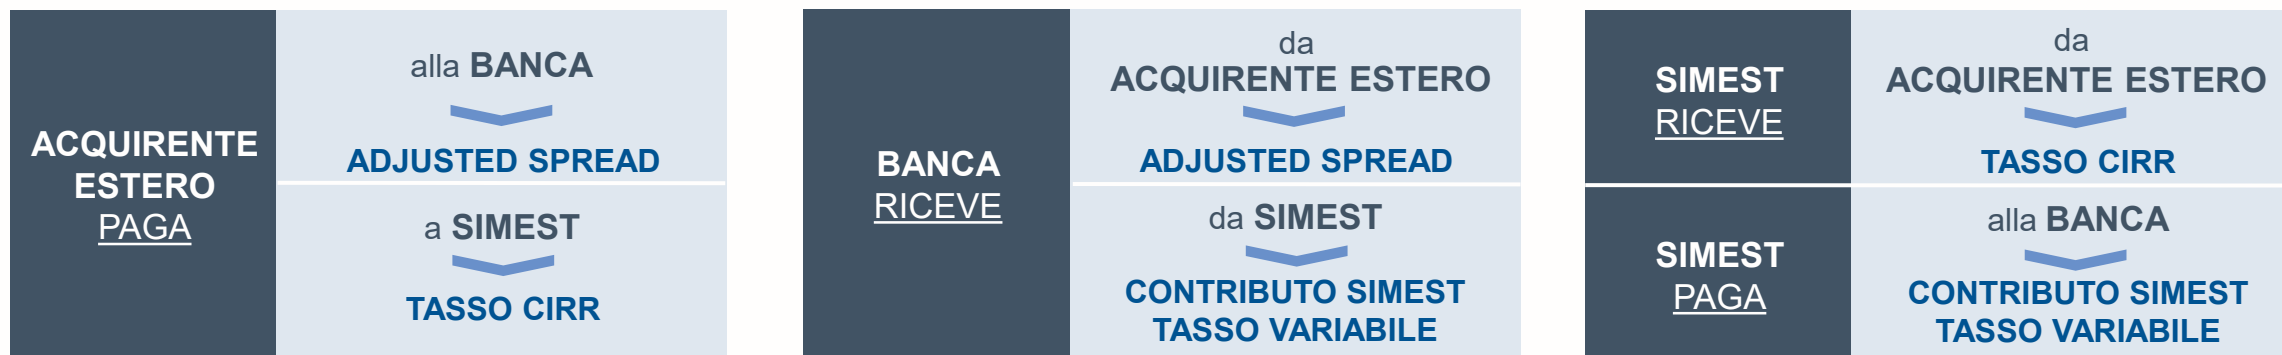 ACQUIRENTE
ESTERO
PAGA
alla BANCA
ADJUSTED SPREAD
a SIMEST
TASSO CIRR
BANCA
RICEVE
da
ACQUIRENTE ESTERO
ADJUSTED SPREAD
da SIMEST
CONTRIBUTO SIMEST
TASSO VARIABILE
SIMEST
RICEVE
da
ACQUIRENTE ESTERO
TASSO CIRR
SIMEST
PAGA
alla BANCA
CONTRIBUTO SIMEST
TASSO VARIABILE